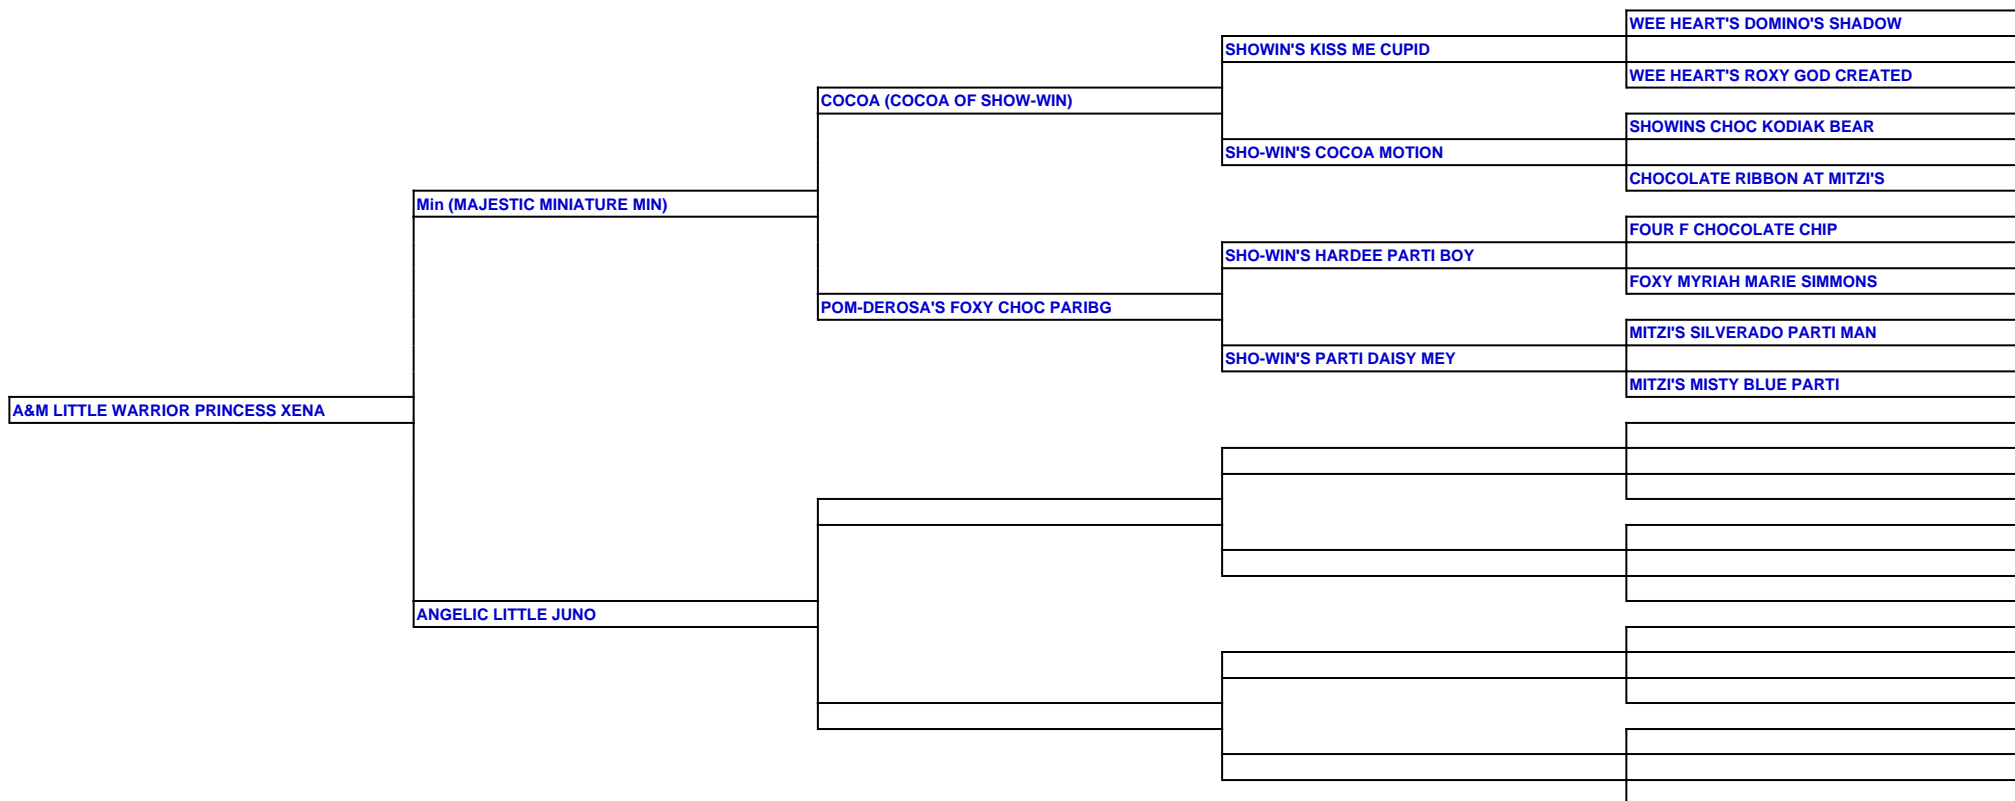 WEE HEART'S DOMINO'S SHADOW
SHOWIN'S KISS ME CUPID
WEE HEART'S ROXY GOD CREATED
COCOA (COCOA OF SHOW-WIN)
SHOWINS CHOC KODIAK BEAR
SHO-WIN'S COCOA MOTION
CHOCOLATE RIBBON AT MITZI'S
Min (MAJESTIC MINIATURE MIN)
FOUR F CHOCOLATE CHIP
SHO-WIN'S HARDEE PARTI BOY
FOXY MYRIAH MARIE SIMMONS
POM-DEROSA'S FOXY CHOC PARIBG
MITZI'S SILVERADO PARTI MAN
SHO-WIN'S PARTI DAISY MEY
MITZI'S MISTY BLUE PARTI
A&M LITTLE WARRIOR PRINCESS XENA
ANGELIC LITTLE JUNO